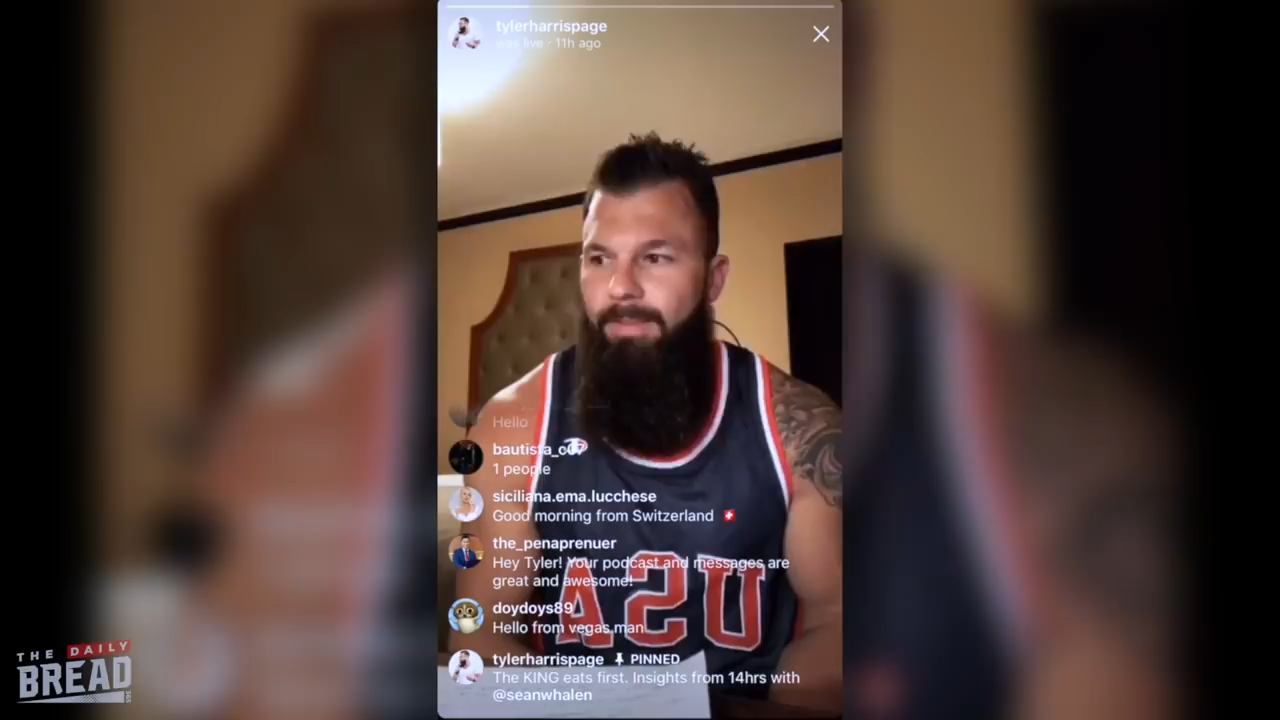 tylerharrispage
was live · 11h ago
Hello
1 people
siciliana.ema.lucchese
Good morning from Switzerland 🇨🇭
the_penaprenuer
Hey Tyler! Your podcast and messages are
great and awesome!
doydoys89
Hello from vegas man
tylerharrispage 📌 PINNED
The KING eats first. Insights from 14hrs with
@seanwhalen
USA
THE DAILY
BREAD